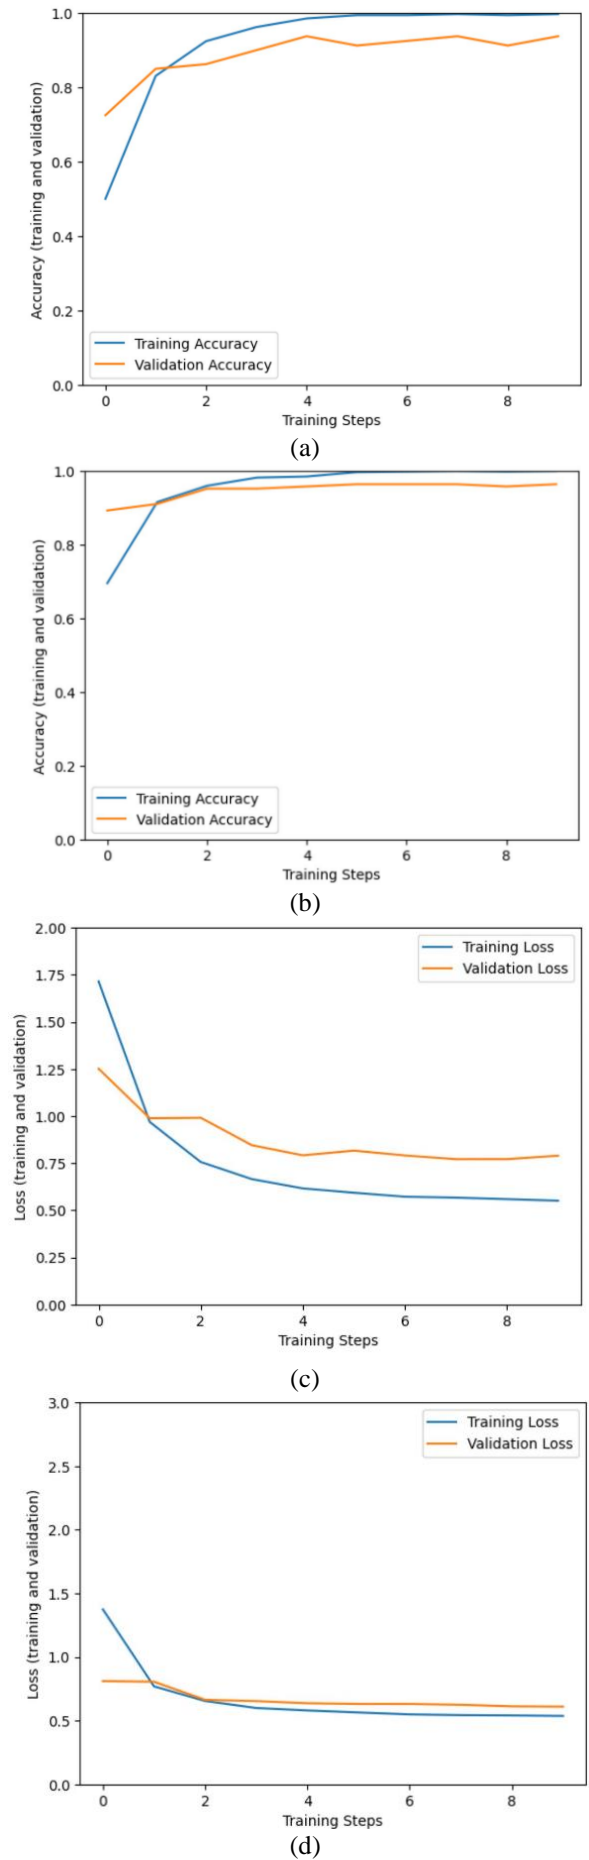 1.0
0.8
0.6
0.4
0.2
0.0
Accuracy (training and validation)
Training Accuracy
Validation Accuracy
0 2 4 6 8
Training Steps
(a)
1.0
0.8
0.6
0.4
0.2
0.0
Accuracy (training and validation)
Training Accuracy
Validation Accuracy
0 2 4 6 8
Training Steps
(b)
2.00
1.75
1.50
1.25
1.00
0.75
0.50
0.25
0.00
Loss (training and validation)
Training Loss
Validation Loss
0 2 4 6 8
Training Steps
(c)
3.0
2.5
2.0
1.5
1.0
0.5
0.0
Loss (training and validation)
Training Loss
Validation Loss
0 2 4 6 8
Training Steps
(d)